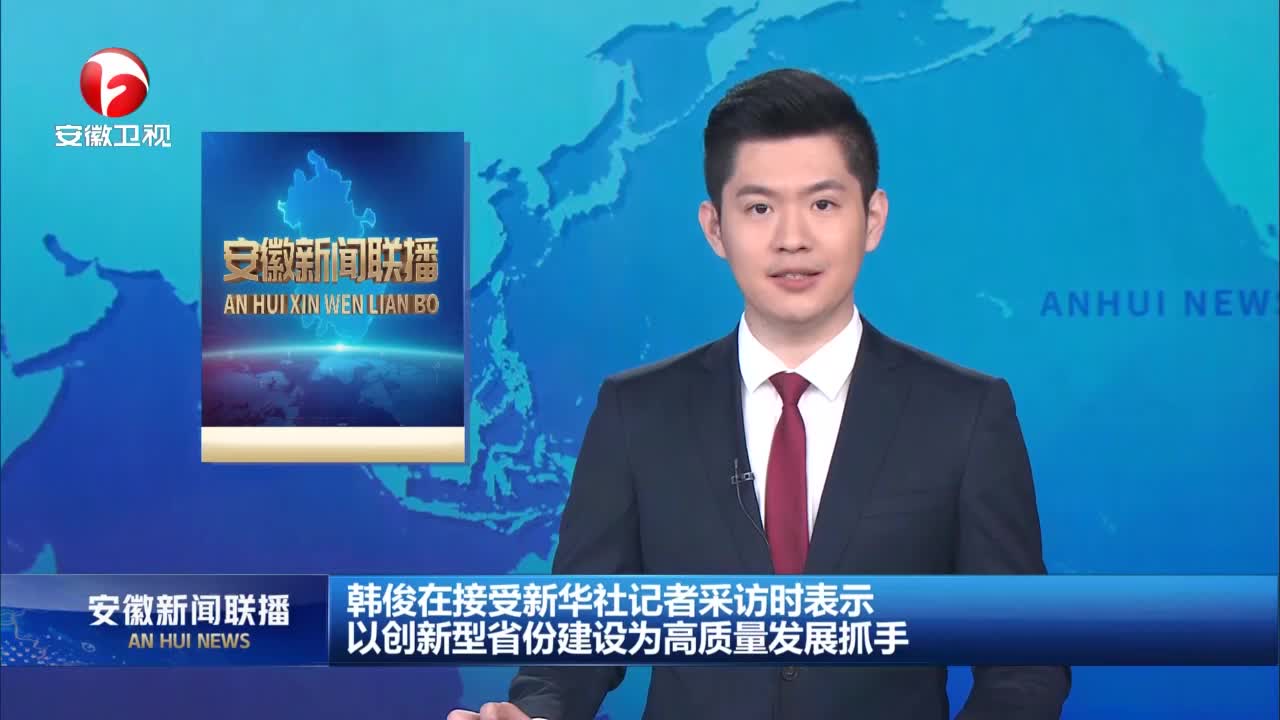 安徽卫视
安徽新闻联播
AN HUI XIN WEN LIAN BO
ANHUI NEWS
安徽新闻联播
AN HUI NEWS
韩俊在接受新华社记者采访时表示
以创新型省份建设为高质量发展抓手